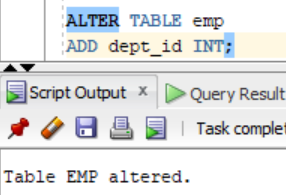 ALTER TABLE emp
ADD dept_id INT;
Script Output x Query Result
Task complet
Table EMP altered.